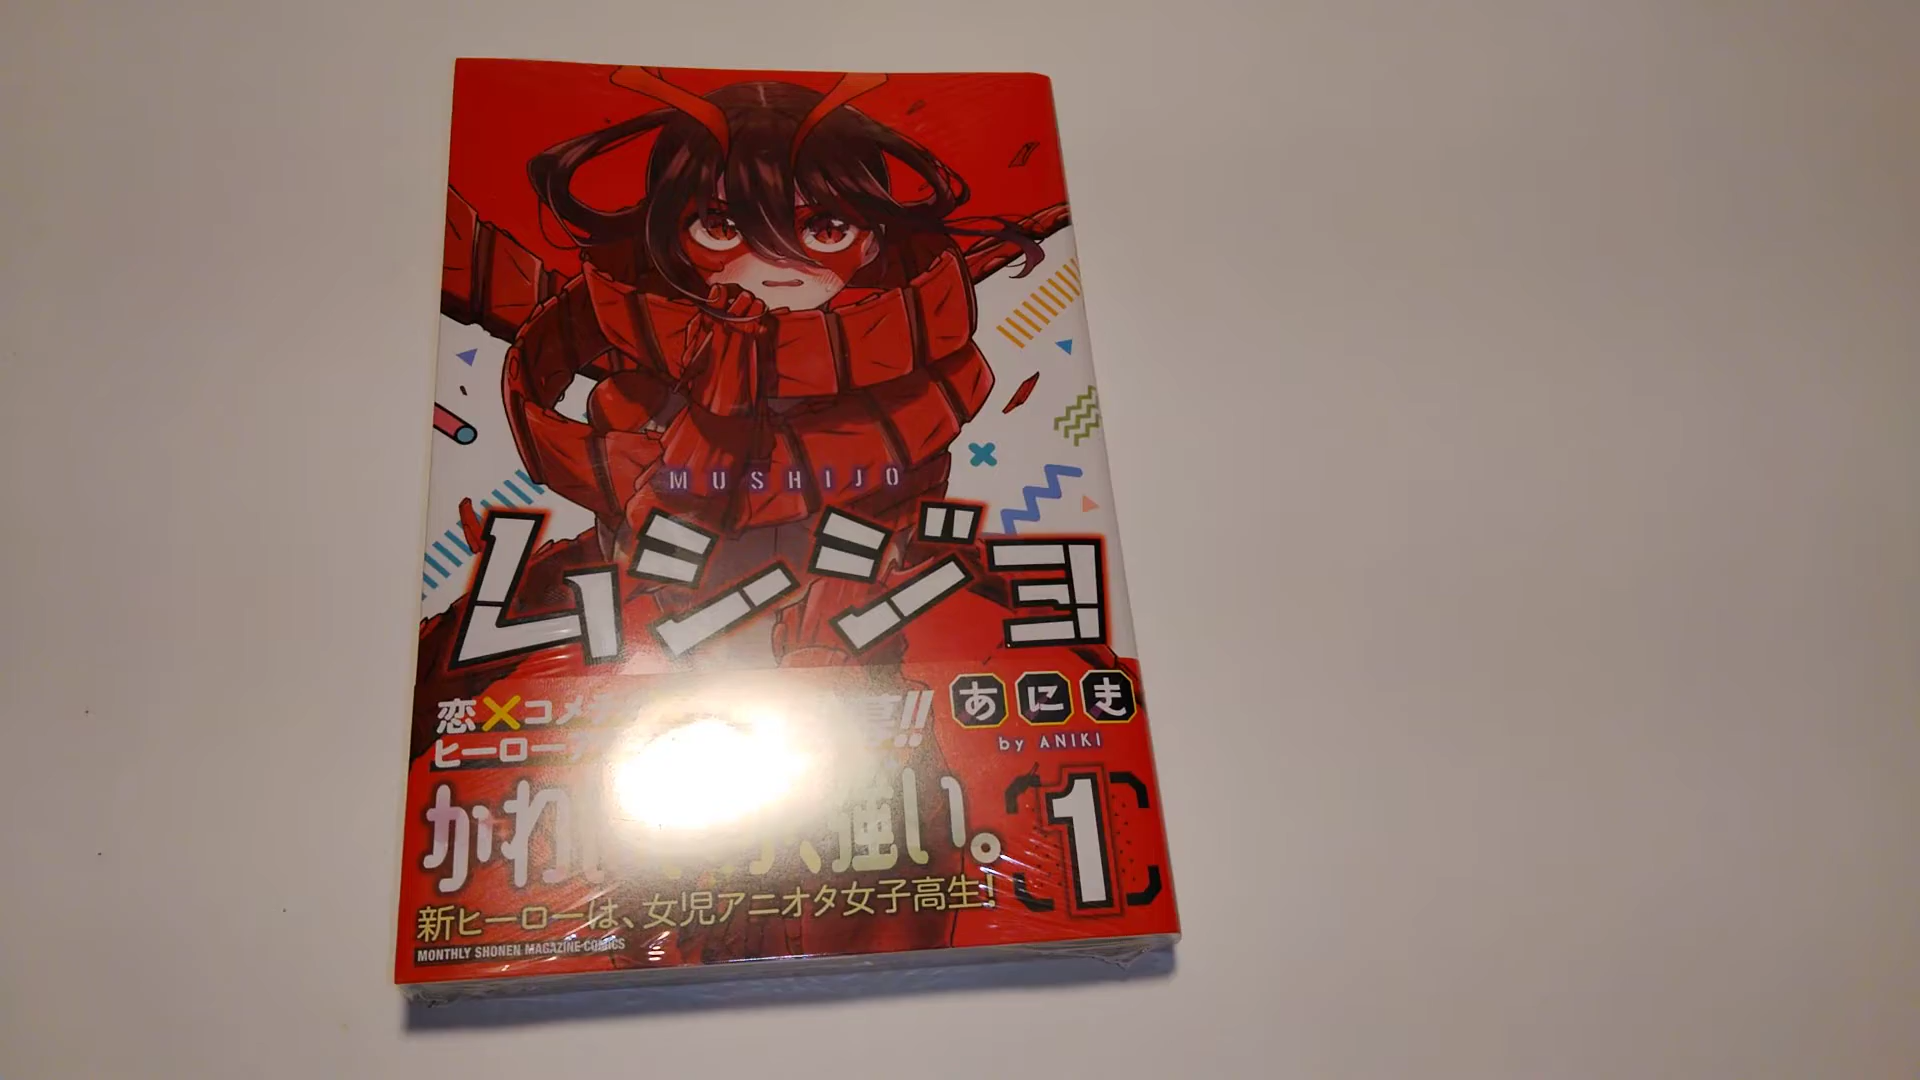 MUSHIJO
ムシジョ
あにき
by ANIKI
恋×コメ
ヒーローア
かわ
強い。
新ヒーローは、女児アニオタ女子高生!
1
MONTHLY SHONEN MAGAZINE COMICS